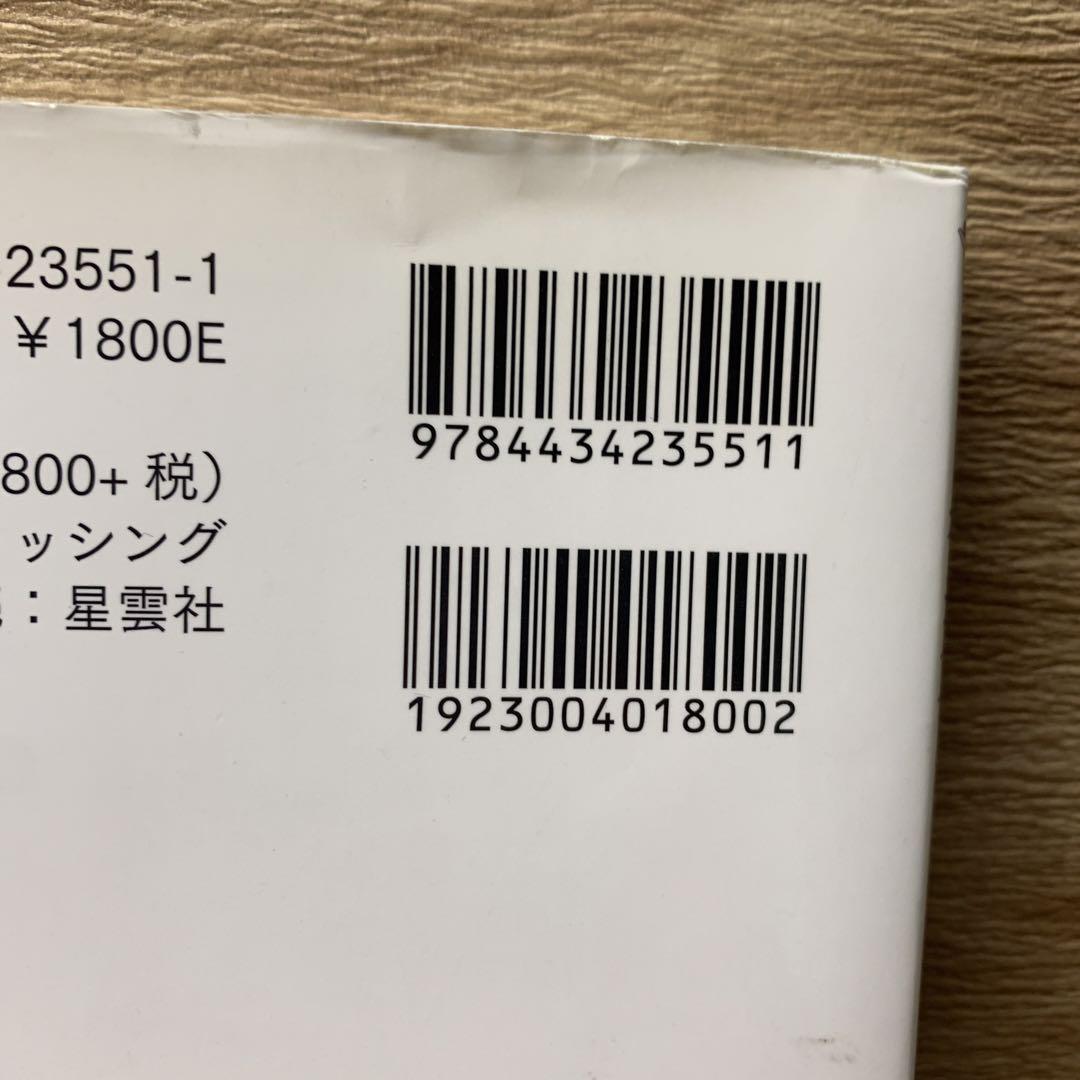 23551-1
￥1800E
800+ 税）
ッシング
：星雲社
9784434235511
1923004018002